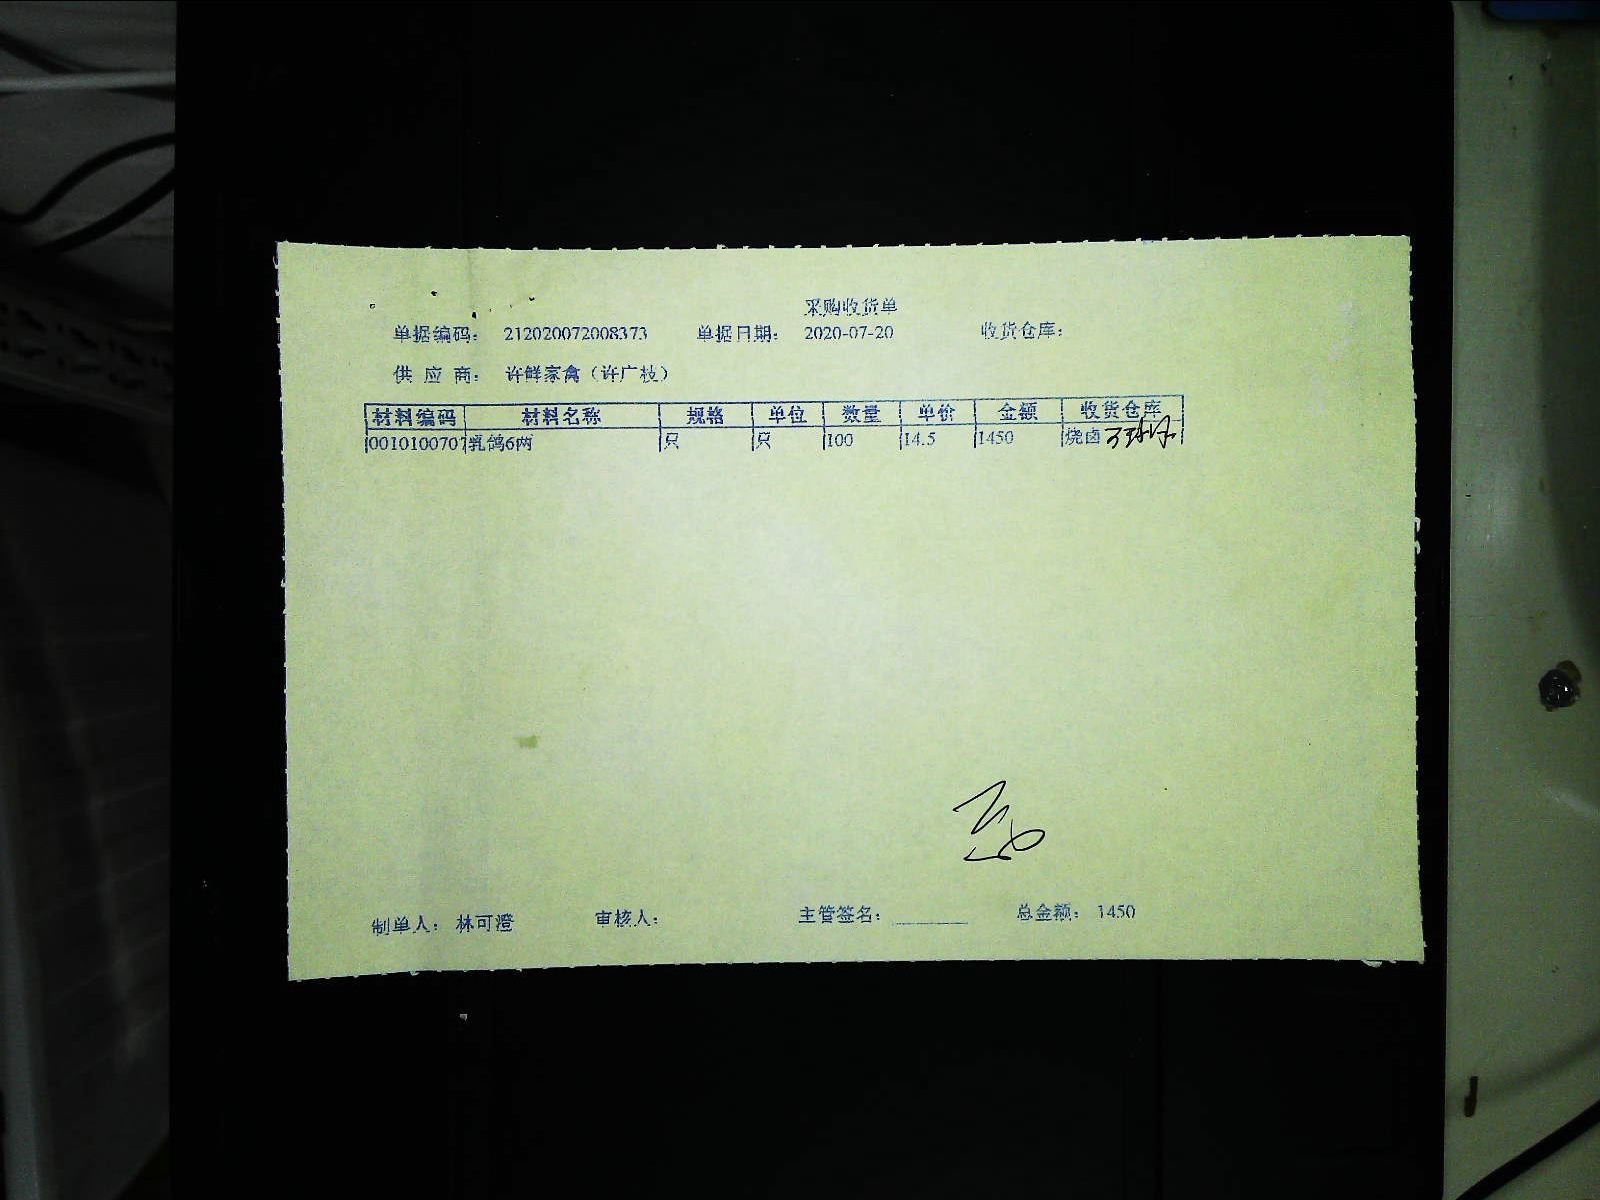 采购收货单
单据编码： 212020072008373 单据日期： 2020-07-20 收货仓库：
供 应 商： 许鲜家禽（许广枝）
材料编码 材料名称 规格 单位 数量 单价 金额 收货仓库
0010100707 乳鸽6两 只 只 100 14.5 1450 烧卤
制单人： 林可澄 审核人： 主管签名： 总金额： 1450